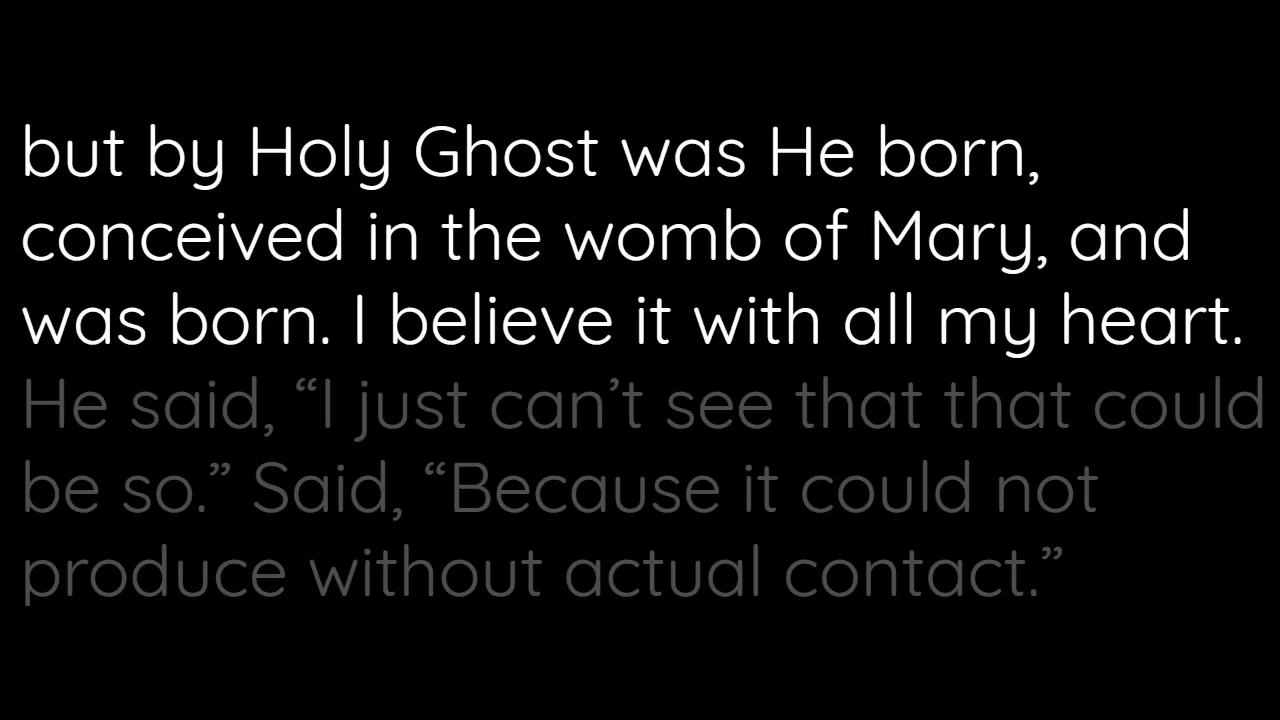 but by Holy Ghost was He born,
conceived in the womb of Mary, and
was born. I believe it with all my heart.
He said, “I just can’t see that that could
be so.” Said, “Because it could not
produce without actual contact.”